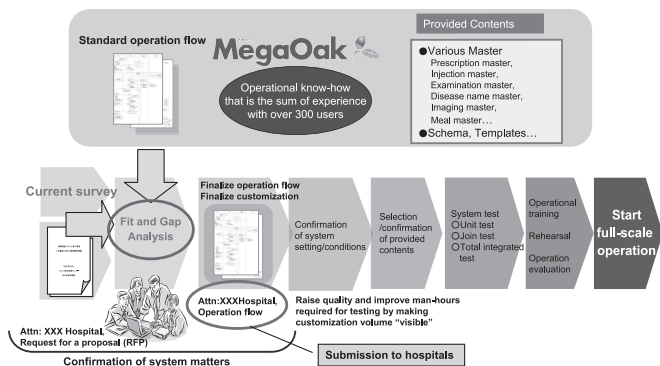 Standard operation flow
MegaOak
Operational know-how
that is the sum of experience
with over 300 users
Provided Contents
●Various Master
Prescription master,
Injection master,
Examination master,
Disease name master,
Imaging master,
Meal master…
●Schema, Templates…
Current survey
Fit and Gap
Analysis
Finalize operation flow
Finalize customization
Confirmation
of system
setting/conditions
Selection
/confirmation
of provided
contents
System test
○Unit test
○Join test
○Total integrated
test
Operational
training
Rehearsal
Operation
evaluation
Start
full-scale
operation
Attn:XXXHospital,
Operation flow
Raise quality and improve man-hours
required for testing by making
customization volume "visible"
Attn: XXX Hospital,
Request for a proposal (RFP)
Confirmation of system matters
Submission to hospitals